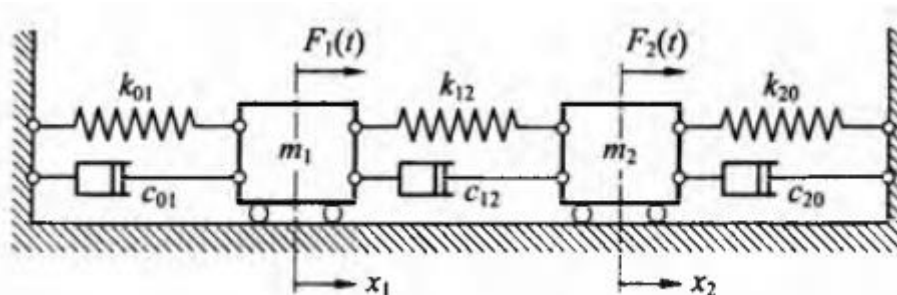 F₁(t) F₂(t)
k₀₁ k₁₂ k₂₀
m₁ m₂
c₀₁ c₁₂ c₂₀
x₁ x₂